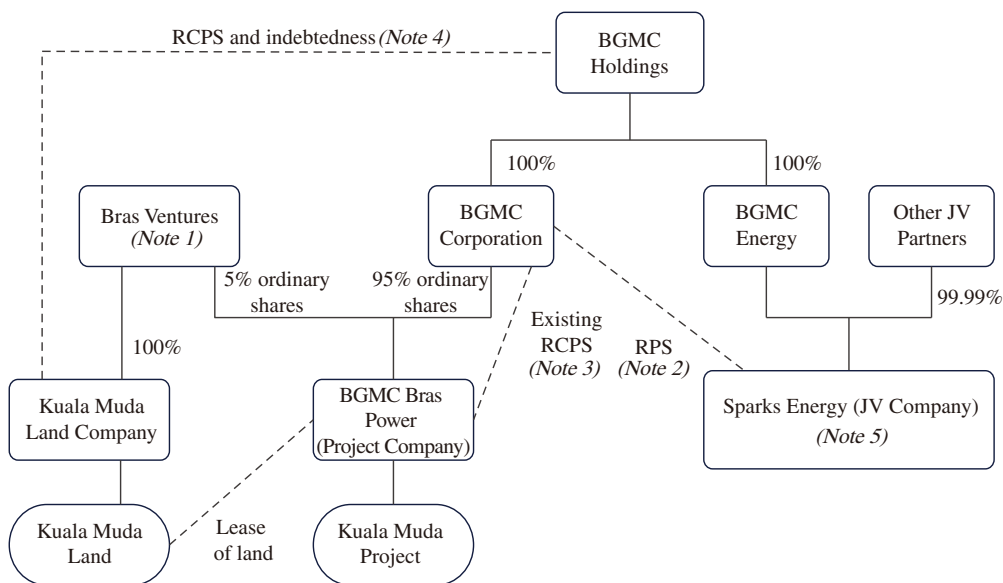 RCPS and indebtedness (Note 4)
BGMC
Holdings
100%
100%
Bras Ventures
(Note 1)
BGMC
Corporation
BGMC
Energy
Other JV
Partners
5% ordinary
shares
95% ordinary
shares
99.99%
100%
Existing
RCPS
(Note 3)
RPS
(Note 2)
Kuala Muda
Land Company
BGMC Bras
Power
(Project Company)
Sparks Energy (JV Company)
(Note 5)
Kuala Muda
Land
Lease
of land
Kuala Muda
Project